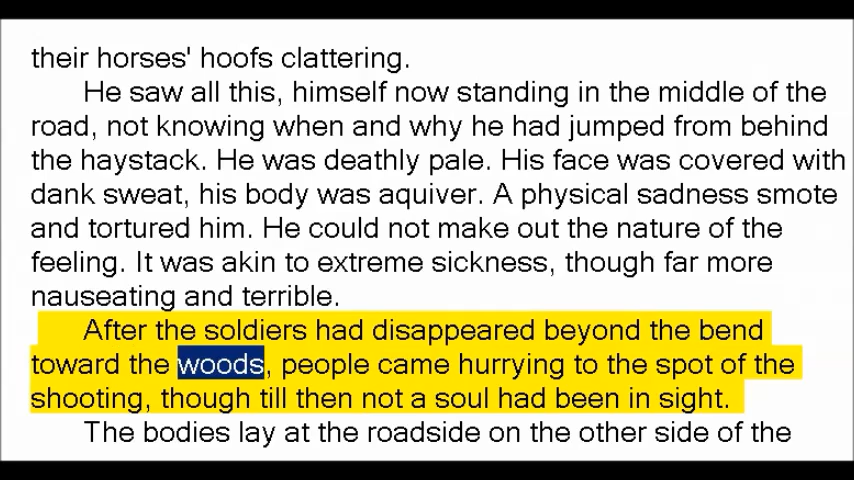 their horses' hoofs clattering.
He saw all this, himself now standing in the middle of the
road, not knowing when and why he had jumped from behind
the haystack. He was deathly pale. His face was covered with
dank sweat, his body was aquiver. A physical sadness smote
and tortured him. He could not make out the nature of the
feeling. It was akin to extreme sickness, though far more
nauseating and terrible.
After the soldiers had disappeared beyond the bend
toward the woods, people came hurrying to the spot of the
shooting, though till then not a soul had been in sight.
The bodies lay at the roadside on the other side of the